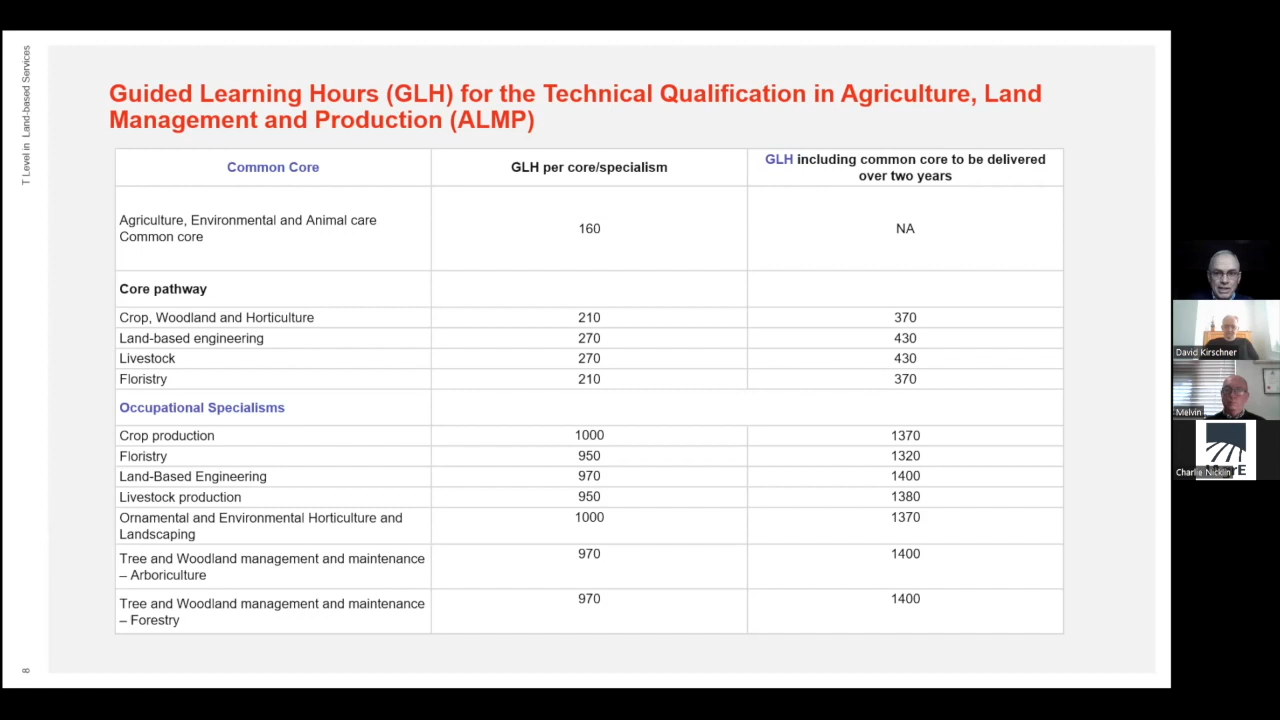 T Level in Land-based Services
Guided Learning Hours (GLH) for the Technical Qualification in Agriculture, Land
Management and Production (ALMP)
Common Core
GLH per core/specialism
GLH including common core to be delivered
over two years
Agriculture, Environmental and Animal care
Common core
160
NA
Core pathway
Crop, Woodland and Horticulture
210
370
Land-based engineering
270
430
Livestock
270
430
Floristry
210
370
Occupational Specialisms
Crop production
1000
1370
Floristry
950
1320
Land-Based Engineering
970
1400
Livestock production
950
1380
Ornamental and Environmental Horticulture and
Landscaping
1000
1370
Tree and Woodland management and maintenance
– Arboriculture
970
1400
Tree and Woodland management and maintenance
– Forestry
970
1400
8
David Kirschner
Melvin
Charlie Nicklin